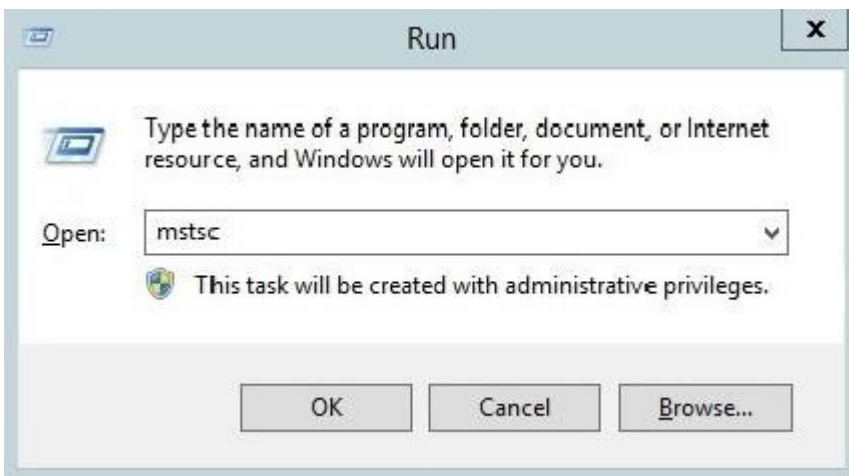 Run
x
Type the name of a program, folder, document, or Internet
resource, and Windows will open it for you.
Open: mstsc
This task will be created with administrative privileges.
OK Cancel Browse...